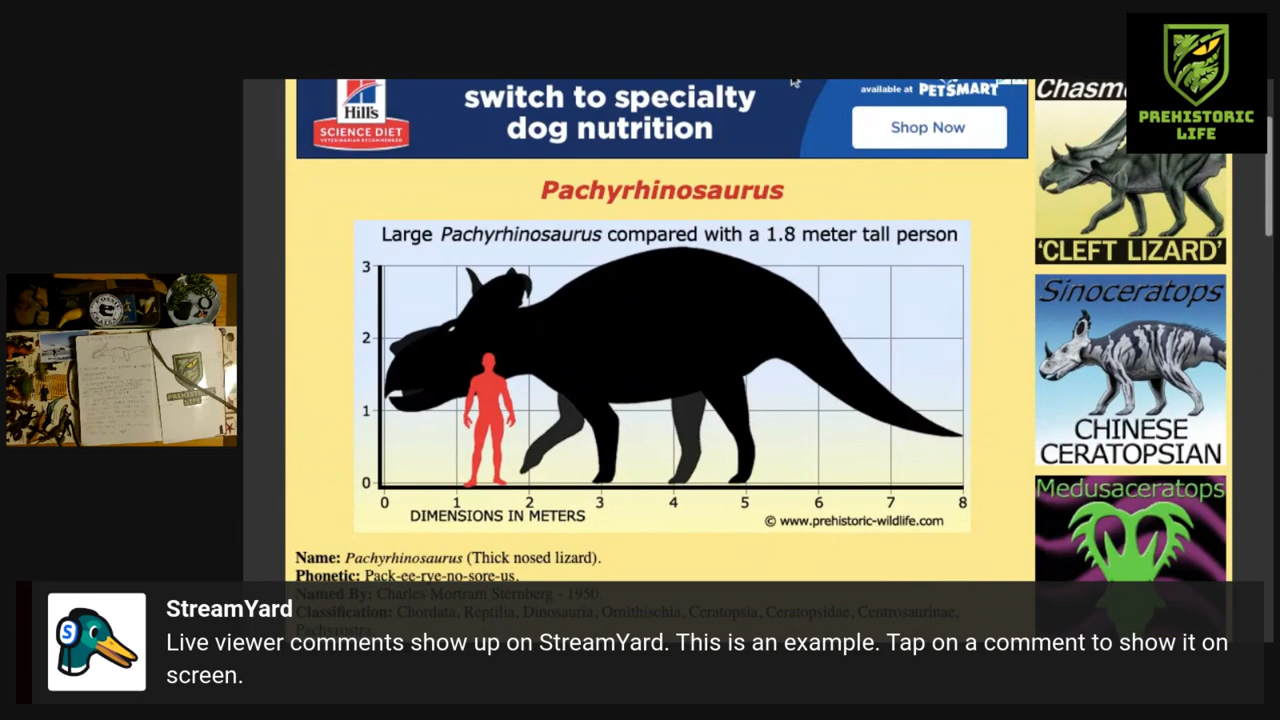 Hill's
SCIENCE DIET
VETERINARIAN RECOMMENDED
switch to specialty
dog nutrition
available at PETSMART
Shop Now
PREHISTORIC
LIFE
'CLEFT LIZARD'
Pachyrhinosaurus
Large Pachyrhinosaurus compared with a 1.8 meter tall person
3
2
1
0
0 1 2 3 4 5 6 7 8
DIMENSIONS IN METERS
© www.prehistoric-wildlife.com
Sinoceratops
CHINESE
CERATOPSIAN
Medusaceratops
Name: Pachyrhinosaurus (Thick nosed lizard).
Phonetic: Pack-ee-rye-no-sore-us.
Named By: Charles Mortram Sternberg - 1950.
Classification: Chordata, Reptilia, Dinosauria, Ornithischia, Ceratopsia, Ceratopsidae, Centrosaurinae,
Pachyrostra
StreamYard
Live viewer comments show up on StreamYard. This is an example. Tap on a comment to show it on
screen.